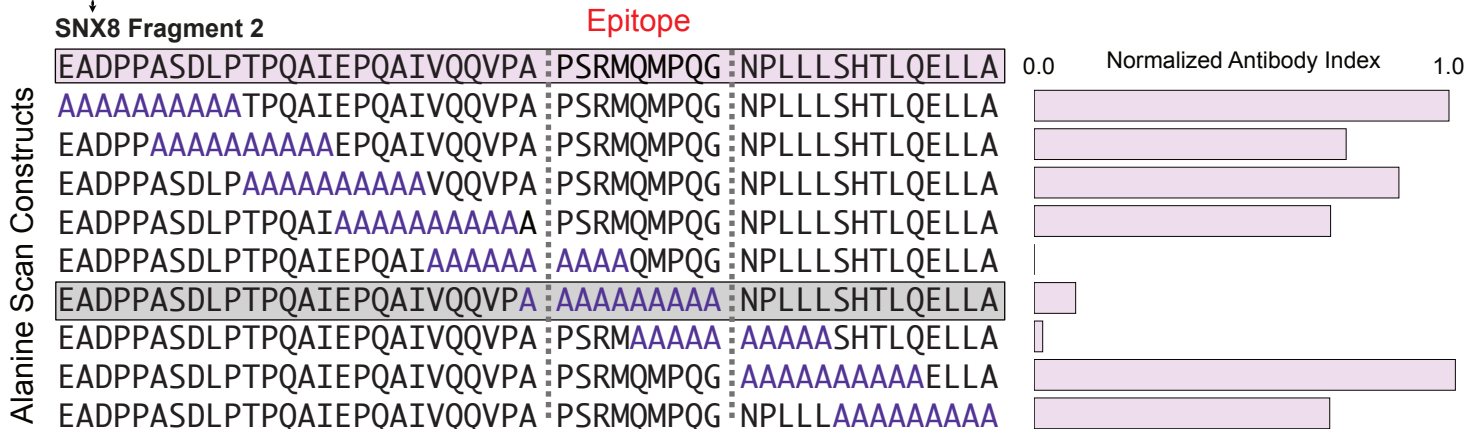 SNX8 Fragment 2
Epitope
EADPPASDLPTPQAIEPQAIVQQVPA PSRMQMPQG NPLLLSHTLQELLA
0.0 Normalized Antibody Index 1.0
Alanine Scan Constructs
AAAAAAAAAATPQAIEPQAIVQQVPA PSRMQMPQG NPLLLSHTLQELLA
EADPPAAAAAAAAAAEPQAIVQQVPA PSRMQMPQG NPLLLSHTLQELLA
EADPPASDLPAAAAAAAAAAVQQVPA PSRMQMPQG NPLLLSHTLQELLA
EADPPASDLPTPQAIAAAAAAAAAAA PSRMQMPQG NPLLLSHTLQELLA
EADPPASDLPTPQAIEPQAIAAAAAA AAAAQMPQG NPLLLSHTLQELLA
EADPPASDLPTPQAIEPQAIVQQVPA AAAAAAAAA NPLLLSHTLQELLA
EADPPASDLPTPQAIEPQAIVQQVPA PSRMAAAAA AAAAASHTLQELLA
EADPPASDLPTPQAIEPQAIVQQVPA PSRMQMPQG AAAAAAAAAAELLA
EADPPASDLPTPQAIEPQAIVQQVPA PSRMQMPQG NPLLLAAAAAAAAA